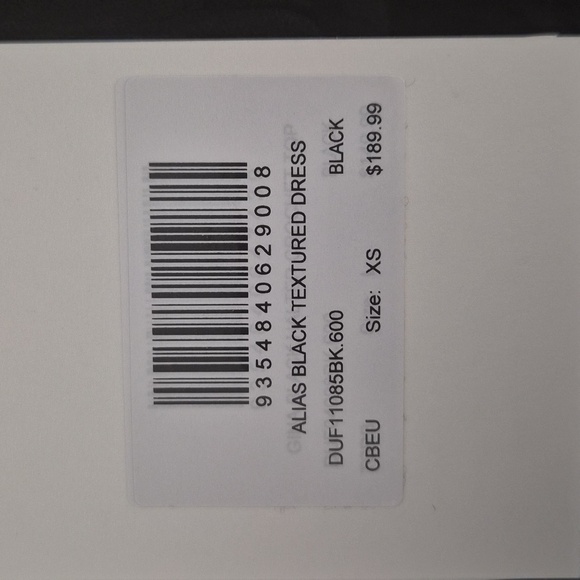 9354840629008
ALIAS BLACK TEXTURED DRESS
DUF11085BK.600 BLACK
CBEU Size: XS $189.99